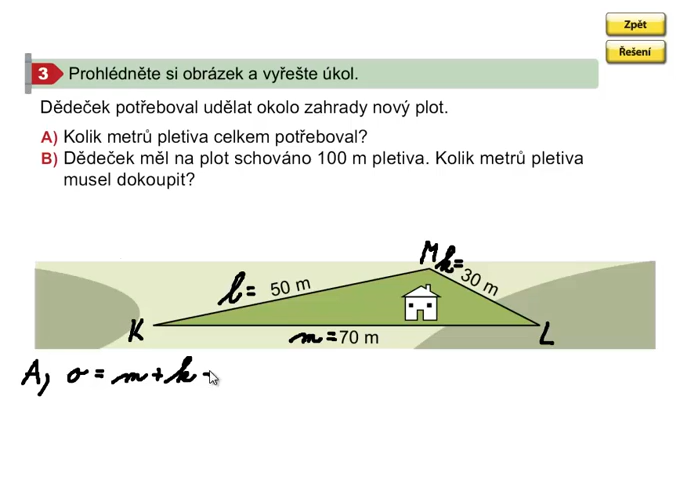 Zpět
Řešení
3 Prohlédněte si obrázek a vyřešte úkol.
Dědeček potřeboval udělat okolo zahrady nový plot.
A) Kolik metrů pletiva celkem potřeboval?
B) Dědeček měl na plot schováno 100 m pletiva. Kolik metrů pletiva
musel dokoupit?
M
k= 30 m
l= 50 m
K
m = 70 m
L
A, o = m + k -